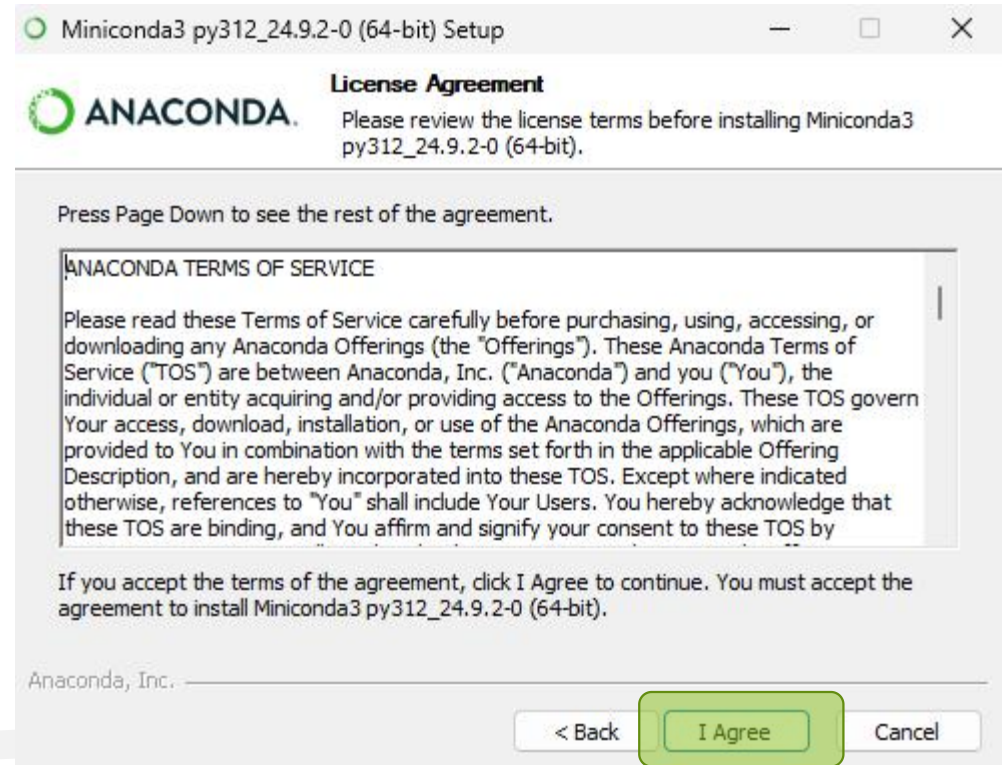 Miniconda3 py312_24.9.2-0 (64-bit) Setup
ANACONDA.
License Agreement
Please review the license terms before installing Miniconda3
py312_24.9.2-0 (64-bit).
Press Page Down to see the rest of the agreement.
ANACONDA TERMS OF SERVICE
Please read these Terms of Service carefully before purchasing, using, accessing, or
downloading any Anaconda Offerings (the "Offerings"). These Anaconda Terms of
Service ("TOS") are between Anaconda, Inc. ("Anaconda") and you ("You"), the
individual or entity acquiring and/or providing access to the Offerings. These TOS govern
Your access, download, installation, or use of the Anaconda Offerings, which are
provided to You in combination with the terms set forth in the applicable Offering
Description, and are hereby incorporated into these TOS. Except where indicated
otherwise, references to "You" shall include Your Users. You hereby acknowledge that
these TOS are binding, and You affirm and signify your consent to these TOS by
If you accept the terms of the agreement, click I Agree to continue. You must accept the
agreement to install Miniconda3 py312_24.9.2-0 (64-bit).
Anaconda, Inc.
< Back
I Agree
Cancel